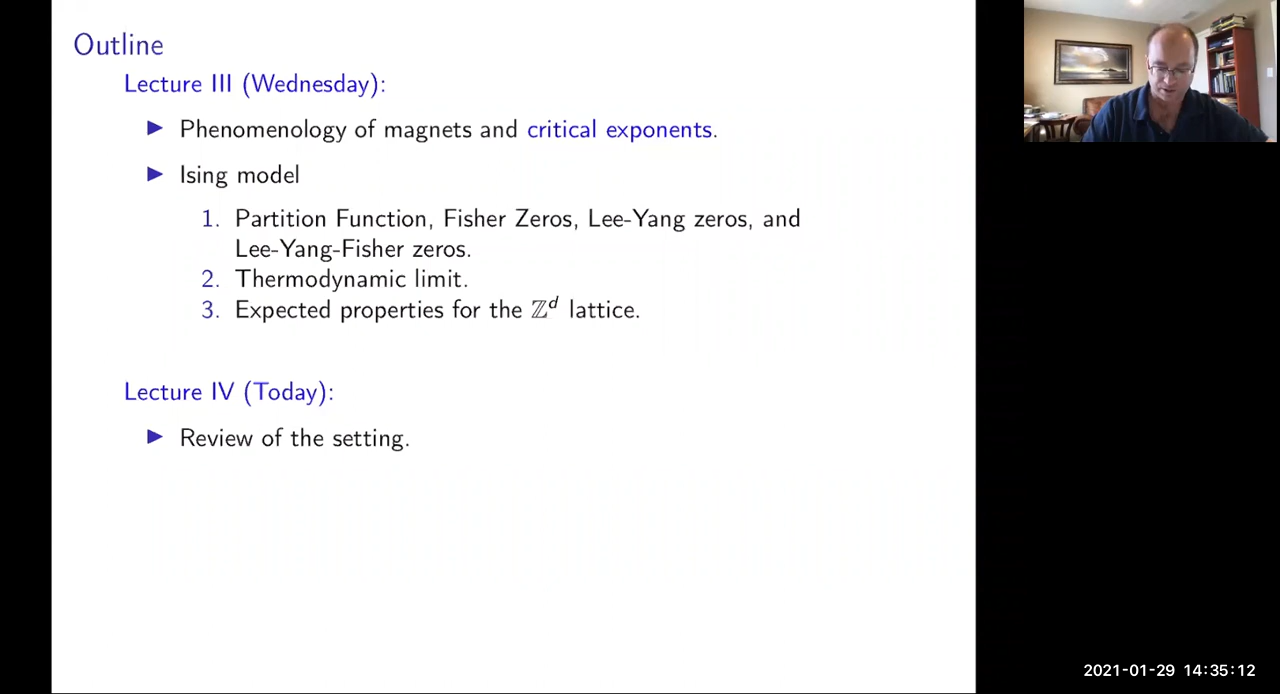 Outline
Lecture III (Wednesday):
▶ Phenomenology of magnets and critical exponents.
▶ Ising model
1. Partition Function, Fisher Zeros, Lee-Yang zeros, and
Lee-Yang-Fisher zeros.
2. Thermodynamic limit.
3. Expected properties for the ℤᵈ lattice.
Lecture IV (Today):
▶ Review of the setting.
2021-01-29 14:35:12